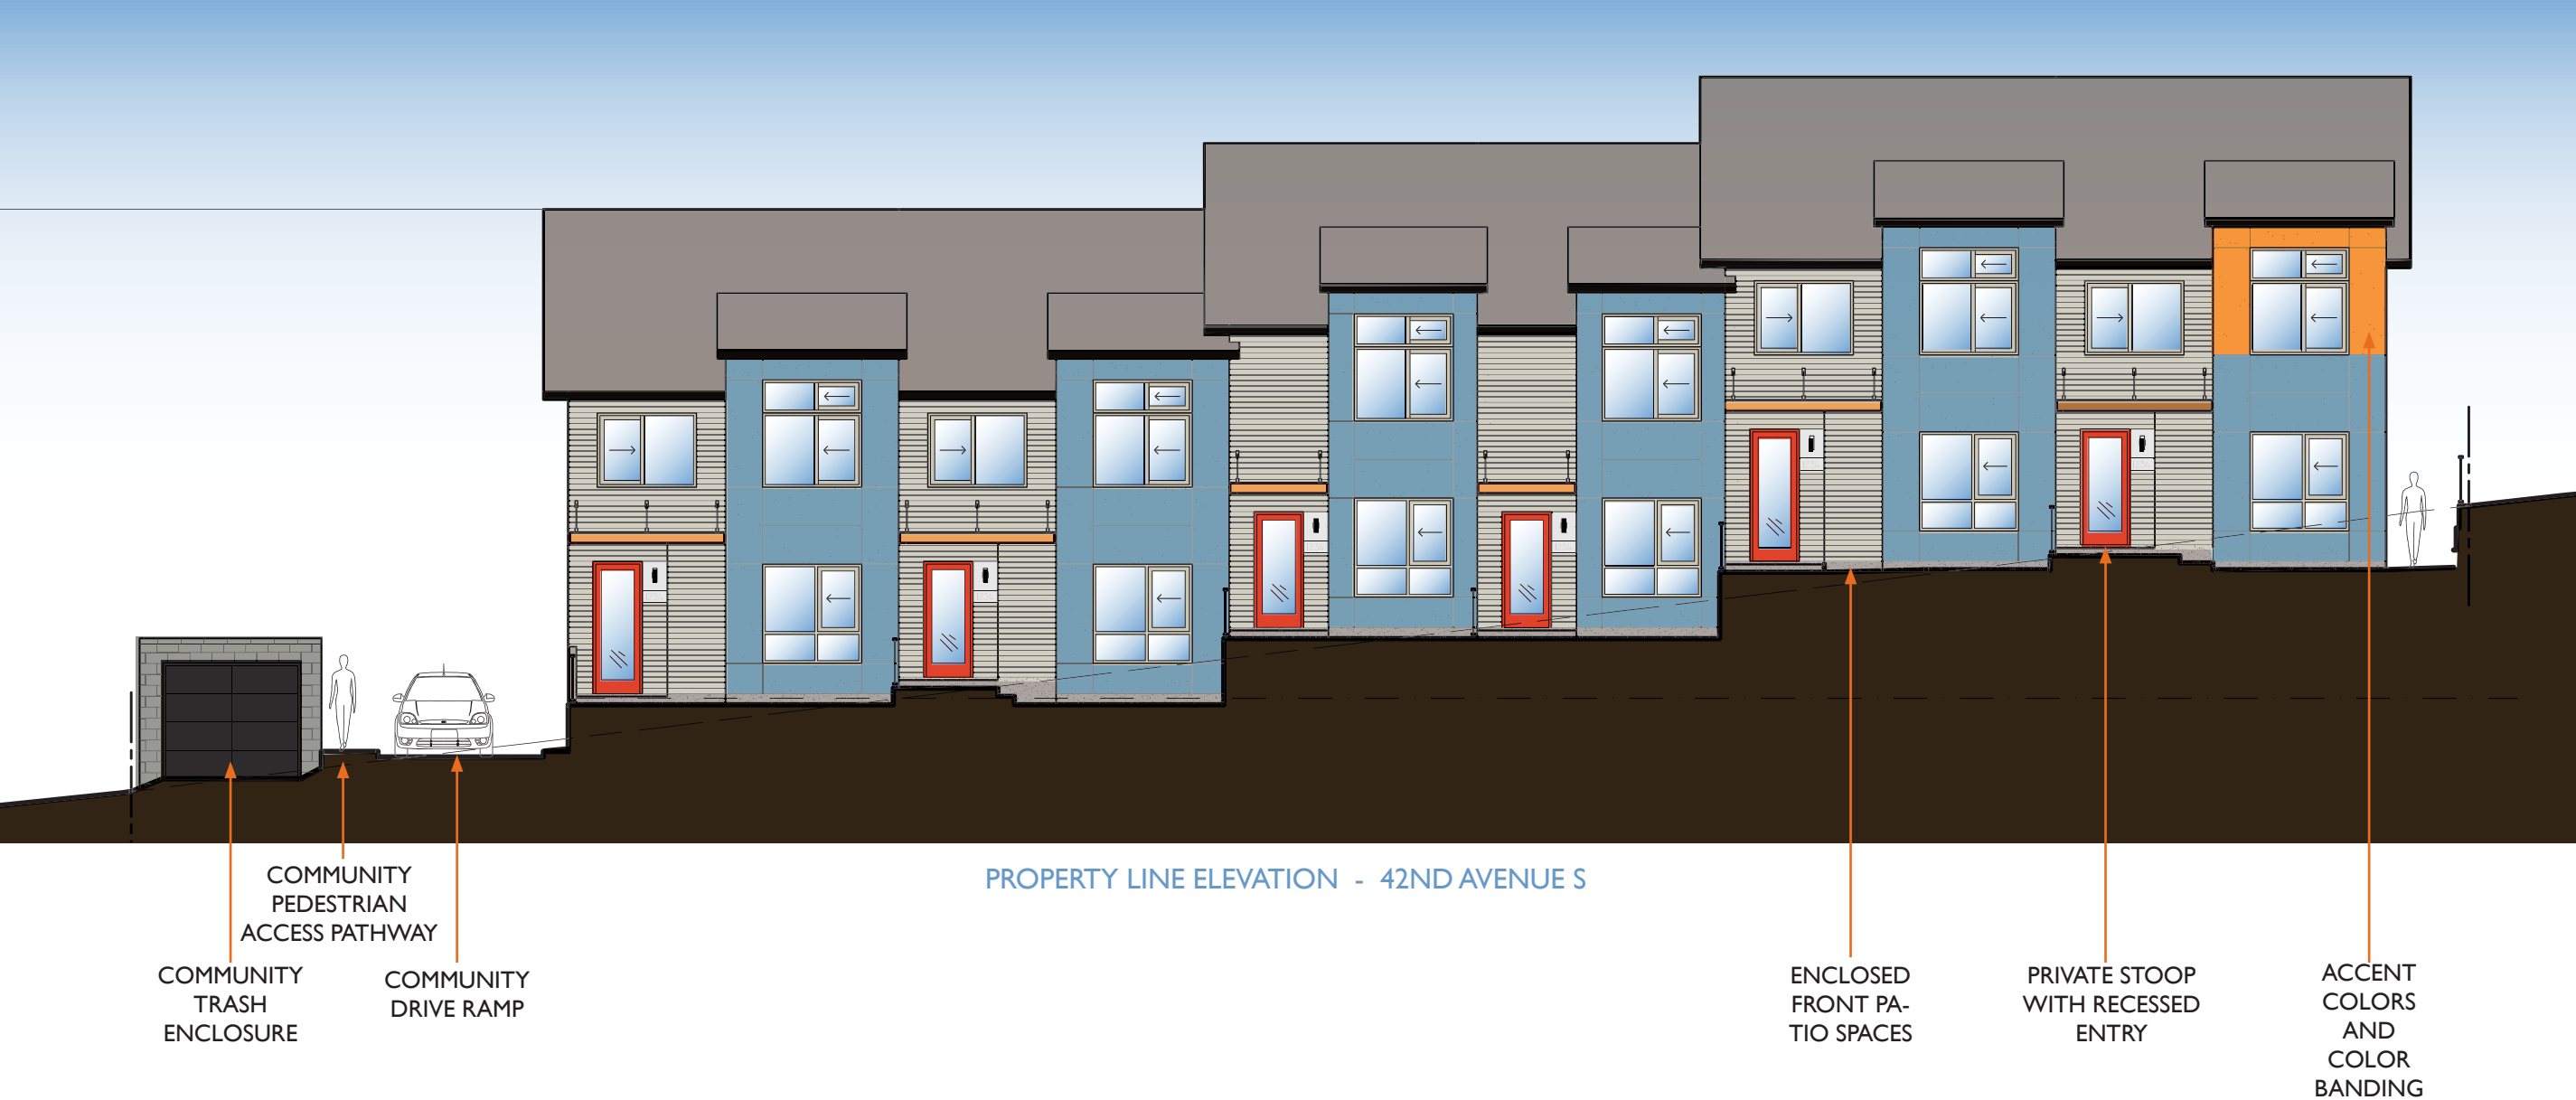 PROPERTY LINE ELEVATION - 42ND AVENUE S
COMMUNITY
PEDESTRIAN
ACCESS PATHWAY
COMMUNITY
TRASH
ENCLOSURE
COMMUNITY
DRIVE RAMP
ENCLOSED
FRONT PA-
TIO SPACES
PRIVATE STOOP
WITH RECESSED
ENTRY
ACCENT
COLORS
AND
COLOR
BANDING